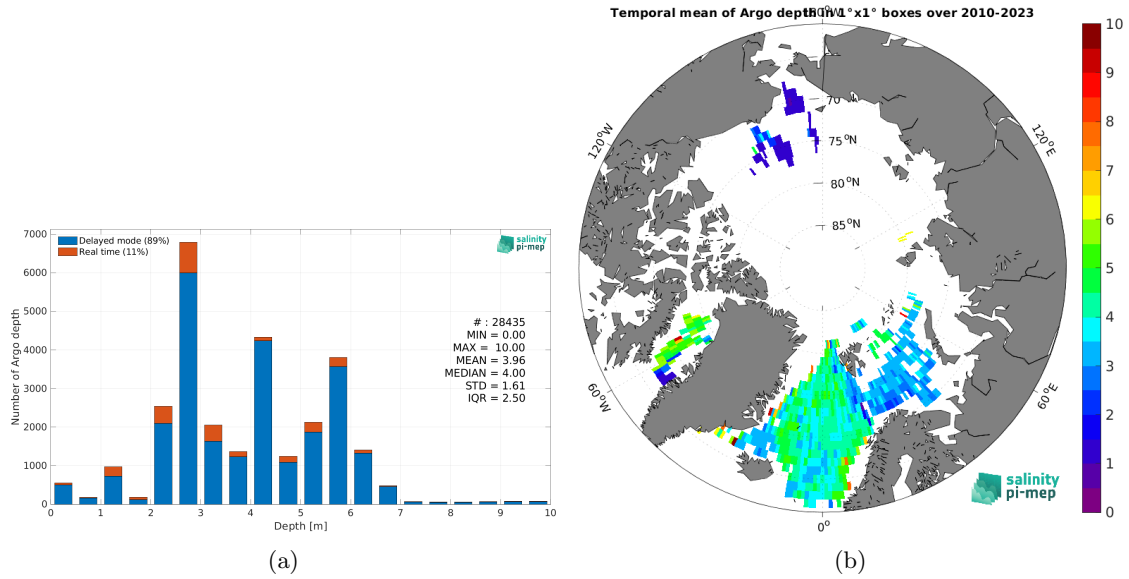 Delayed mode (89%)
Real time (11%)
salinity
pi-mep
# : 28435
MIN = 0.00
MAX = 10.00
MEAN = 3.96
MEDIAN = 4.00
STD = 1.61
IQR = 2.50
Number of Argo depth
7000
6000
5000
4000
3000
2000
1000
0
0 1 2 3 4 5 6 7 8 9 10
Depth [m]
(a)
Temporal mean of Argo depth in 1°x1° boxes over 2010-2023
180°W
120°W
120°E
60°W
60°E
0°
70°N
75°N
80°N
85°N
salinity
pi-mep
10
9
8
7
6
5
4
3
2
1
0
(b)